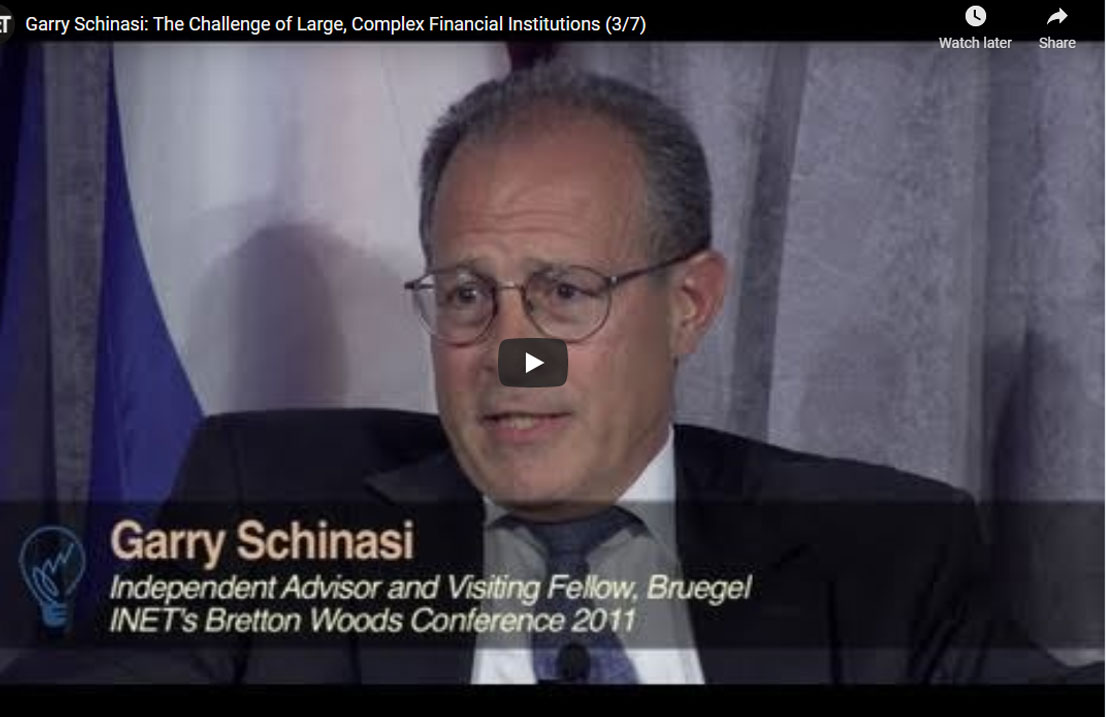 ET
Garry Schinasi: The Challenge of Large, Complex Financial Institutions (3/7)
Watch later
Share
Garry Schinasi
Independent Advisor and Visiting Fellow, Bruegel
INET's Bretton Woods Conference 2011